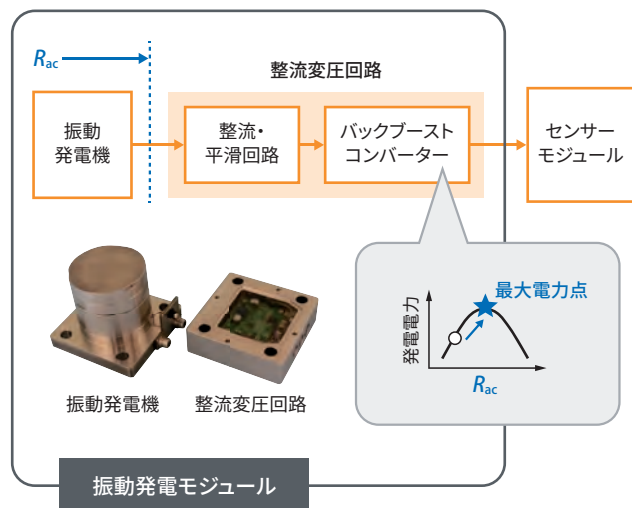 Rac
整流変圧回路
振動
発電機
整流・
平滑回路
バックブースト
コンバーター
センサー
モジュール
最大電力点
発電電力
Rac
振動発電機
整流変圧回路
振動発電モジュール